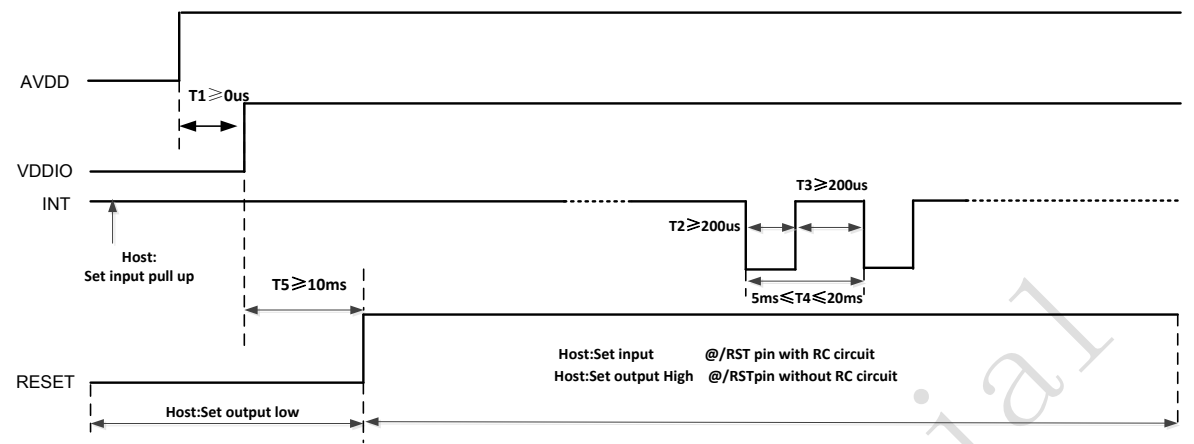 AVDD
T1≥0us
VDDIO
INT
T3≥200us
T2≥200us
Host:
Set input pull up
T5≥10ms
5ms≤T4≤20ms
Host:Set input @/RST pin with RC circuit
Host:Set output High @/RSTpin without RC circuit
RESET
Host:Set output low
ial